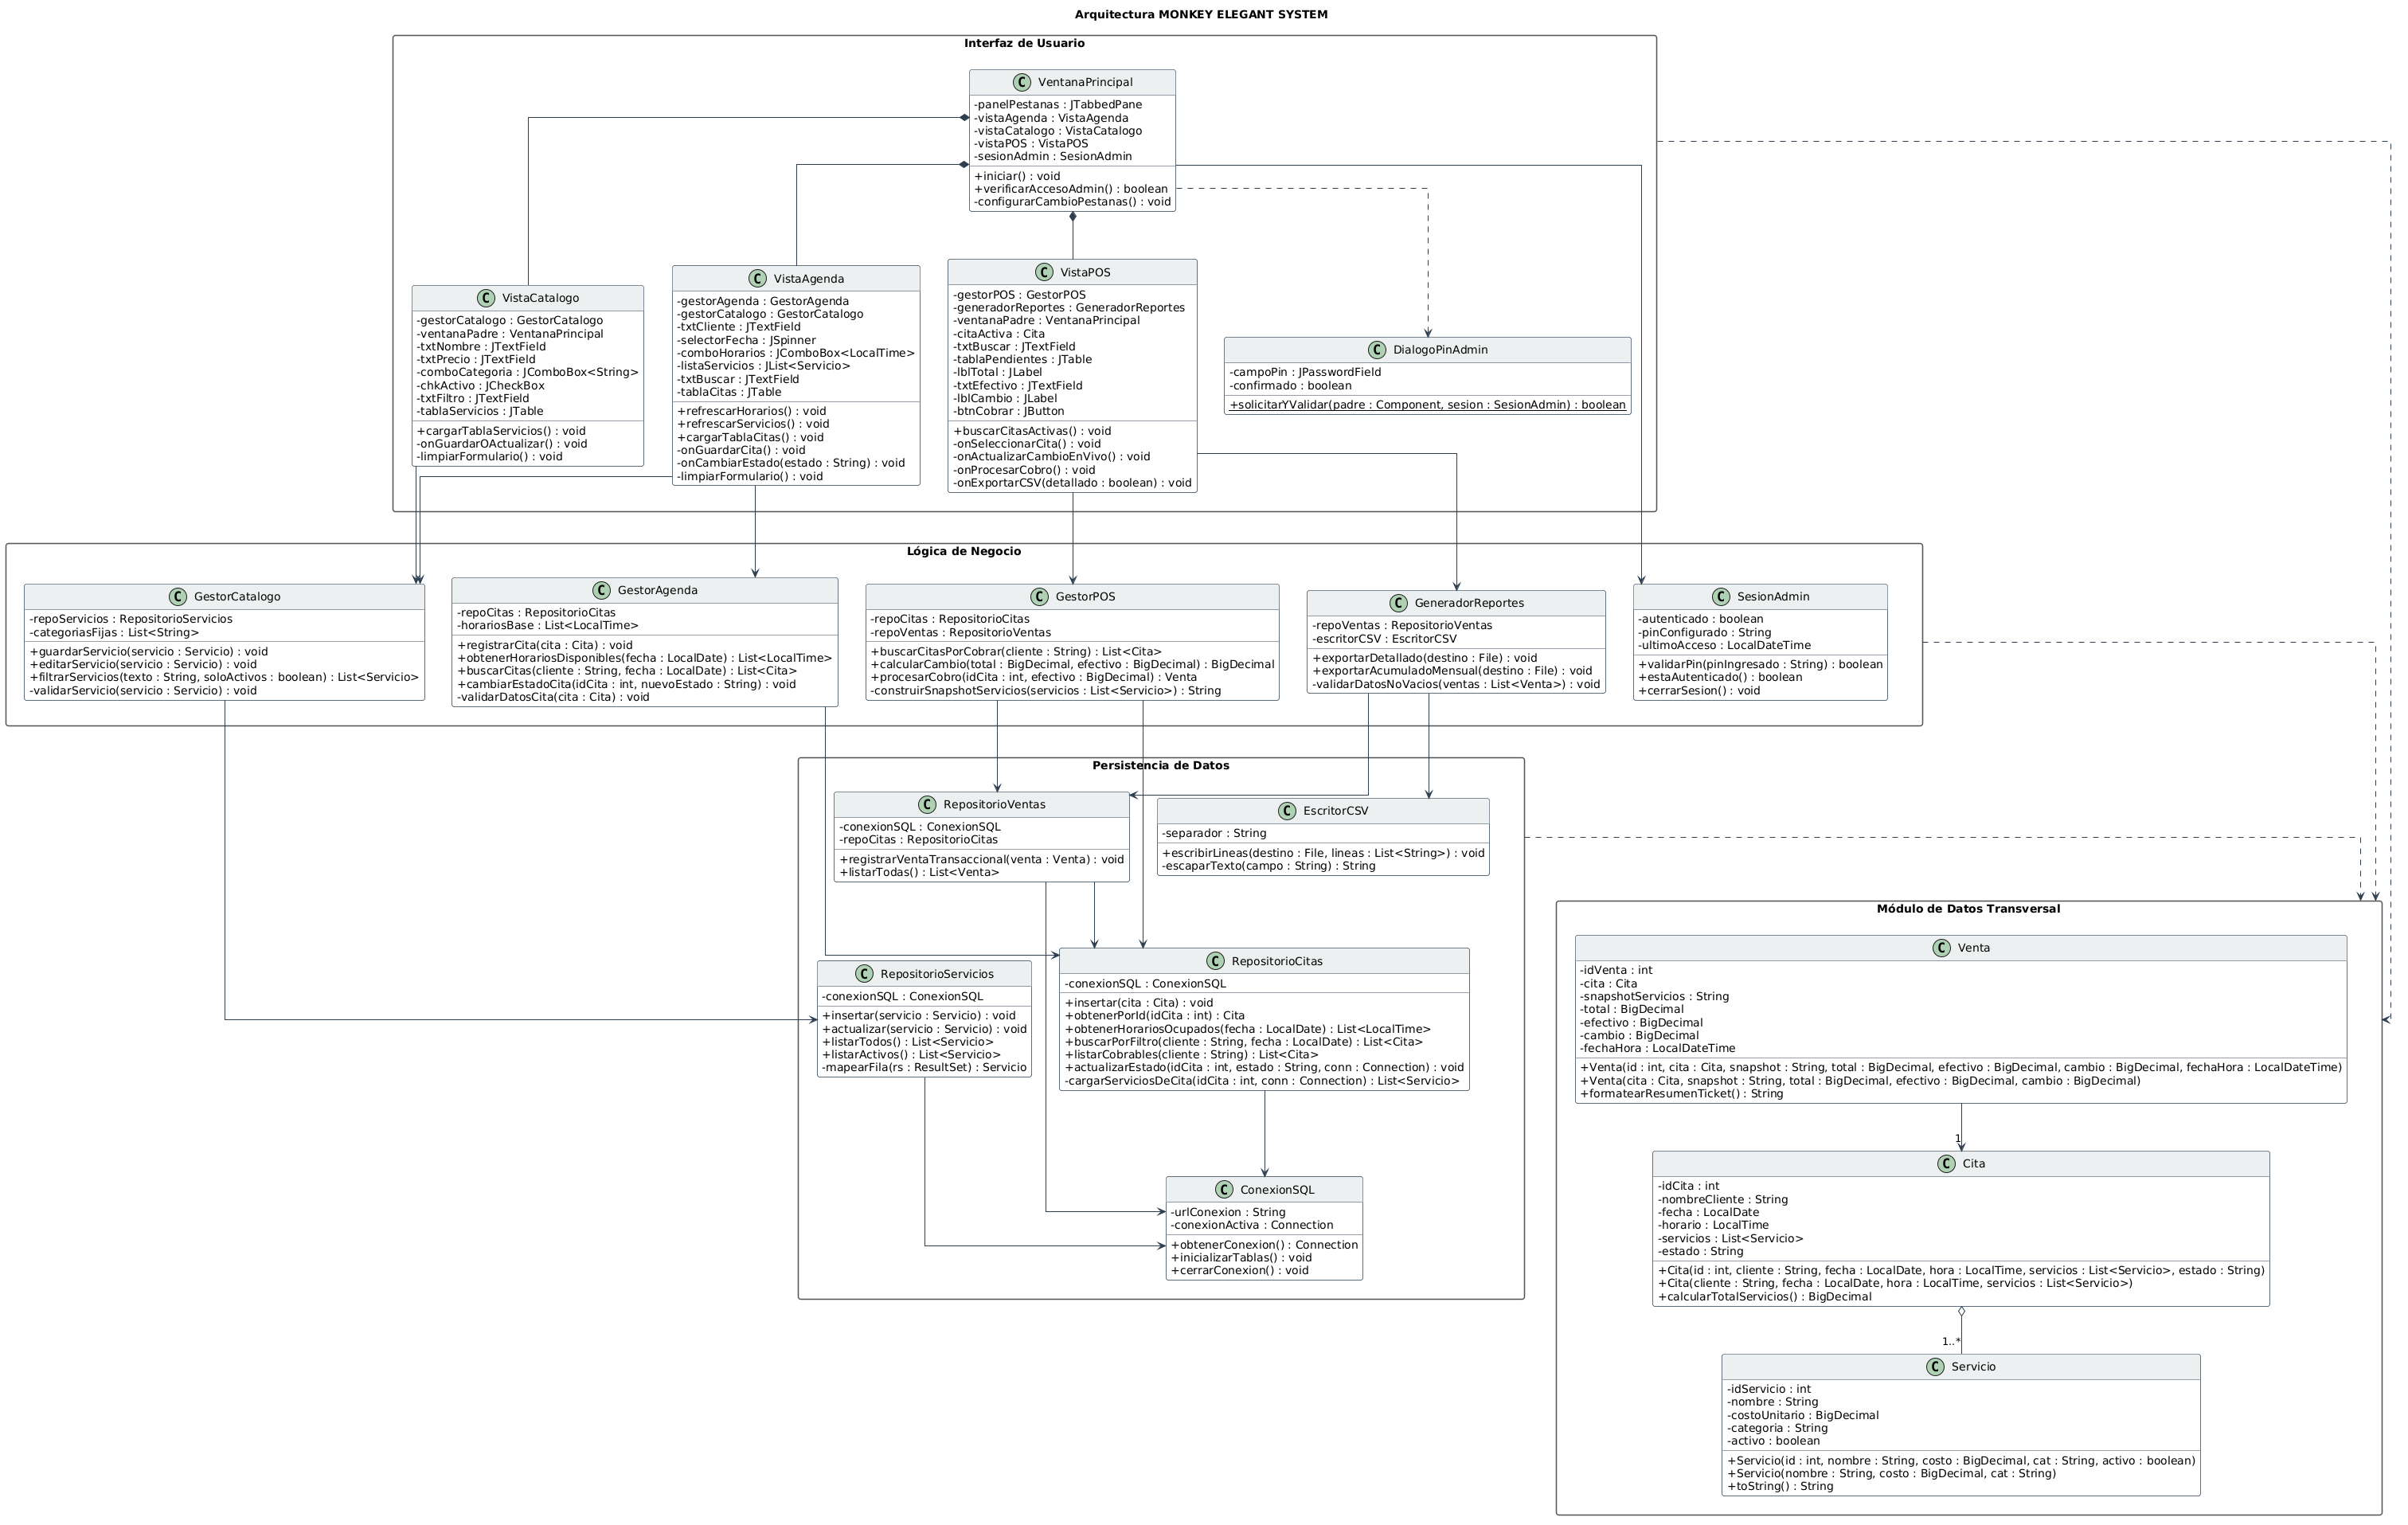 Arquitectura MONKEY ELEGANT SYSTEM
Interfaz de Usuario
C VentanaPrincipal
-panelPestanas : JTabbedPane
-vistaAgenda : VistaAgenda
-vistaCatalogo : VistaCatalogo
-vistaPOS : VistaPOS
-sesionAdmin : SesionAdmin
+iniciar() : void
+verificarAccesoAdmin() : boolean
-configurarCambioPestanas() : void
C VistaCatalogo
-gestorCatalogo : GestorCatalogo
-ventanaPadre : VentanaPrincipal
-txtNombre : JTextField
-txtPrecio : JTextField
-comboCategoria : JComboBox<String>
-chkActivo : JCheckBox
-txtFiltro : JTextField
-tablaServicios : JTable
+cargarTablaServicios() : void
-onGuardarOActualizar() : void
-limpiarFormulario() : void
C VistaAgenda
-gestorAgenda : GestorAgenda
-gestorCatalogo : GestorCatalogo
-txtCliente : JTextField
-selectorFecha : JSpinner
-comboHorarios : JComboBox<LocalTime>
-listaServicios : JList<Servicio>
-txtBuscar : JTextField
-tablaCitas : JTable
+refrescarHorarios() : void
+refrescarServicios() : void
+cargarTablaCitas() : void
-onGuardarCita() : void
-onCambiarEstado(estado : String) : void
-limpiarFormulario() : void
C VistaPOS
-gestorPOS : GestorPOS
-generadorReportes : GeneradorReportes
-ventanaPadre : VentanaPrincipal
-citaActiva : Cita
-txtBuscar : JTextField
-tablaPendientes : JTable
-lblTotal : JLabel
-txtEfectivo : JTextField
-lblCambio : JLabel
-btnCobrar : JButton
+buscarCitasActivas() : void
-onSeleccionarCita() : void
-onActualizarCambioEnVivo() : void
-onProcesarCobro() : void
-onExportarCSV(detallado : boolean) : void
C DialogoPinAdmin
-campoPin : JPasswordField
-confirmado : boolean
+solicitarYValidar(padre : Component, sesion : SesionAdmin) : boolean
Lógica de Negocio
C GestorCatalogo
-repoServicios : RepositorioServicios
-categoriasFijas : List<String>
+guardarServicio(servicio : Servicio) : void
+editarServicio(servicio : Servicio) : void
+filtrarServicios(texto : String, soloActivos : boolean) : List<Servicio>
-validarServicio(servicio : Servicio) : void
C GestorAgenda
-repoCitas : RepositorioCitas
-horariosBase : List<LocalTime>
+registrarCita(cita : Cita) : void
+obtenerHorariosDisponibles(fecha : LocalDate) : List<LocalTime>
+buscarCitas(cliente : String, fecha : LocalDate) : List<Cita>
+cambiarEstadoCita(idCita : int, nuevoEstado : String) : void
-validarDatosCita(cita : Cita) : void
C GestorPOS
-repoCitas : RepositorioCitas
-repoVentas : RepositorioVentas
+buscarCitasPorCobrar(cliente : String) : List<Cita>
+calcularCambio(total : BigDecimal, efectivo : BigDecimal) : BigDecimal
+procesarCobro(idCita : int, efectivo : BigDecimal) : Venta
-construirSnapshotServicios(servicios : List<Servicio>) : String
C GeneradorReportes
-repoVentas : RepositorioVentas
-escritorCSV : EscritorCSV
+exportarDetallado(destino : File) : void
+exportarAcumuladoMensual(destino : File) : void
-validarDatosNoVacios(ventas : List<Venta>) : void
C SesionAdmin
-autenticado : boolean
-pinConfigurado : String
-ultimoAcceso : LocalDateTime
+validarPin(pinIngresado : String) : boolean
+estaAutenticado() : boolean
+cerrarSesion() : void
Persistencia de Datos
C RepositorioVentas
-conexionSQL : ConexionSQL
-repoCitas : RepositorioCitas
+registrarVentaTransaccional(venta : Venta) : void
+listarTodas() : List<Venta>
C EscritorCSV
-separador : String
+escribirLineas(destino : File, lineas : List<String>) : void
-escaparTexto(campo : String) : String
C RepositorioServicios
-conexionSQL : ConexionSQL
+insertar(servicio : Servicio) : void
+actualizar(servicio : Servicio) : void
+listarTodos() : List<Servicio>
+listarActivos() : List<Servicio>
-mapearFila(rs : ResultSet) : Servicio
C RepositorioCitas
-conexionSQL : ConexionSQL
+insertar(cita : Cita) : void
+obtenerPorId(idCita : int) : Cita
+obtenerHorariosOcupados(fecha : LocalDate) : List<LocalTime>
+buscarPorFiltro(cliente : String, fecha : LocalDate) : List<Cita>
+listarCobrables(cliente : String) : List<Cita>
+actualizarEstado(idCita : int, estado : String, conn : Connection) : void
-cargarServiciosDeCita(idCita : int, conn : Connection) : List<Servicio>
C ConexionSQL
-urlConexion : String
-conexionActiva : Connection
+obtenerConexion() : Connection
+inicializarTablas() : void
+cerrarConexion() : void
Módulo de Datos Transversal
C Venta
-idVenta : int
-cita : Cita
-snapshotServicios : String
-total : BigDecimal
-efectivo : BigDecimal
-cambio : BigDecimal
-fechaHora : LocalDateTime
+Venta(id : int, cita : Cita, snapshot : String, total : BigDecimal, efectivo : BigDecimal, cambio : BigDecimal, fechaHora : LocalDateTime)
+Venta(cita : Cita, snapshot : String, total : BigDecimal, efectivo : BigDecimal, cambio : BigDecimal)
+formatearResumenTicket() : String
1
C Cita
-idCita : int
-nombreCliente : String
-fecha : LocalDate
-horario : LocalTime
-servicios : List<Servicio>
-estado : String
+Cita(id : int, cliente : String, fecha : LocalDate, hora : LocalTime, servicios : List<Servicio>, estado : String)
+Cita(cliente : String, fecha : LocalDate, hora : LocalTime, servicios : List<Servicio>)
+calcularTotalServicios() : BigDecimal
1..*
C Servicio
-idServicio : int
-nombre : String
-costoUnitario : BigDecimal
-categoria : String
-activo : boolean
+Servicio(id : int, nombre : String, costo : BigDecimal, cat : String, activo : boolean)
+Servicio(nombre : String, costo : BigDecimal, cat : String)
+toString() : String